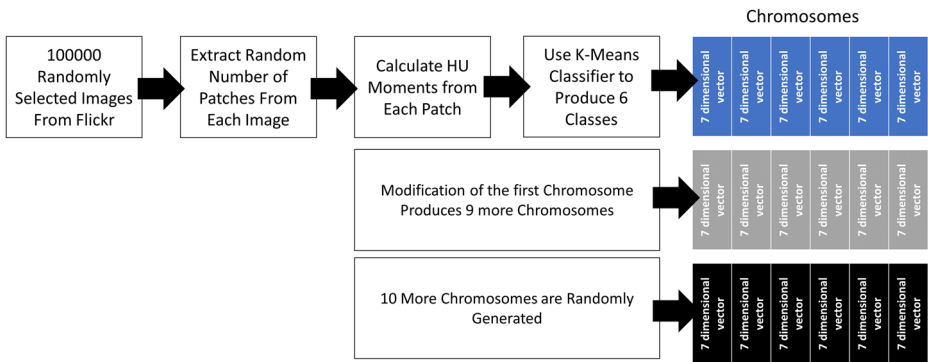 Chromosomes
100000
Randomly
Selected Images
From Flickr
Extract Random
Number of
Patches From
Each Image
Calculate HU
Moments from
Each Patch
Use K-Means
Classifier to
Produce 6
Classes
7 dimensional
vector
7 dimensional
vector
7 dimensional
vector
7 dimensional
vector
7 dimensional
vector
7 dimensional
vector
Modification of the first Chromosome
Produces 9 more Chromosomes
7 dimensional
vector
7 dimensional
vector
7 dimensional
vector
7 dimensional
vector
7 dimensional
vector
7 dimensional
vector
10 More Chromosomes are Randomly
Generated
7 dimensional
vector
7 dimensional
vector
7 dimensional
vector
7 dimensional
vector
7 dimensional
vector
7 dimensional
vector